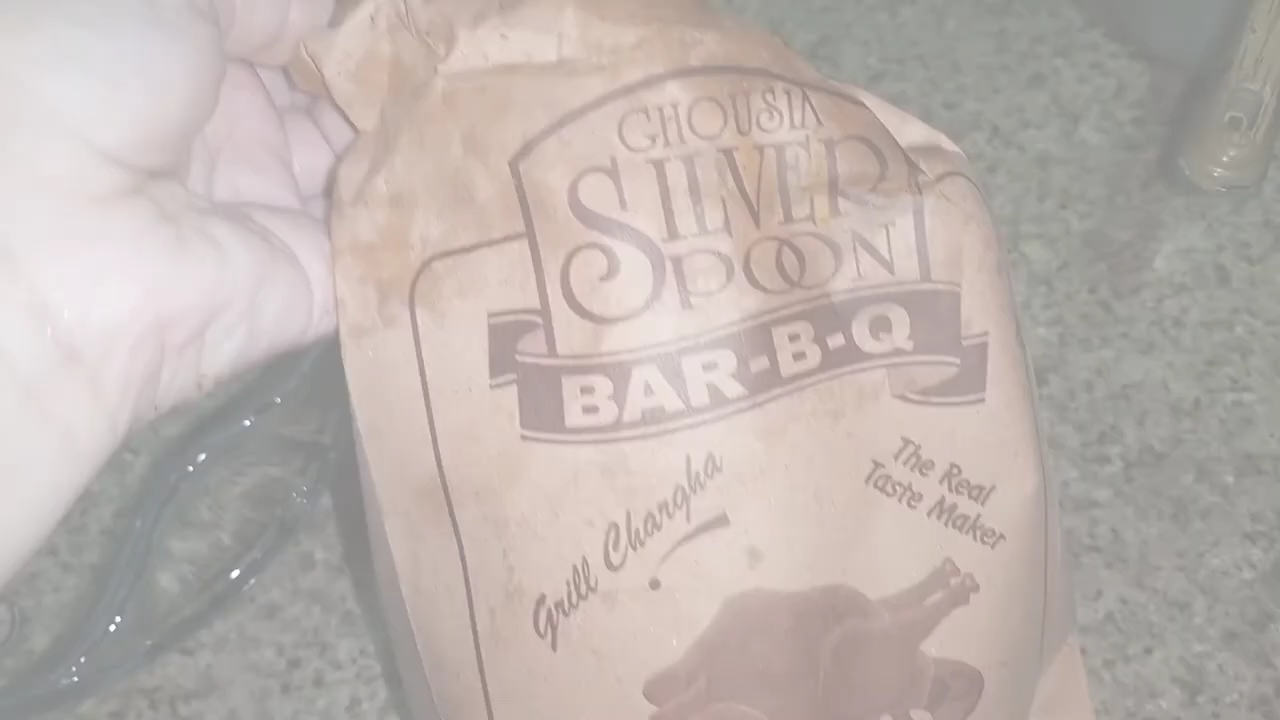 GHOUSIA
SILVER
SPOON
BAR-B-Q
Grill Chargha
The Real
Taste Maker